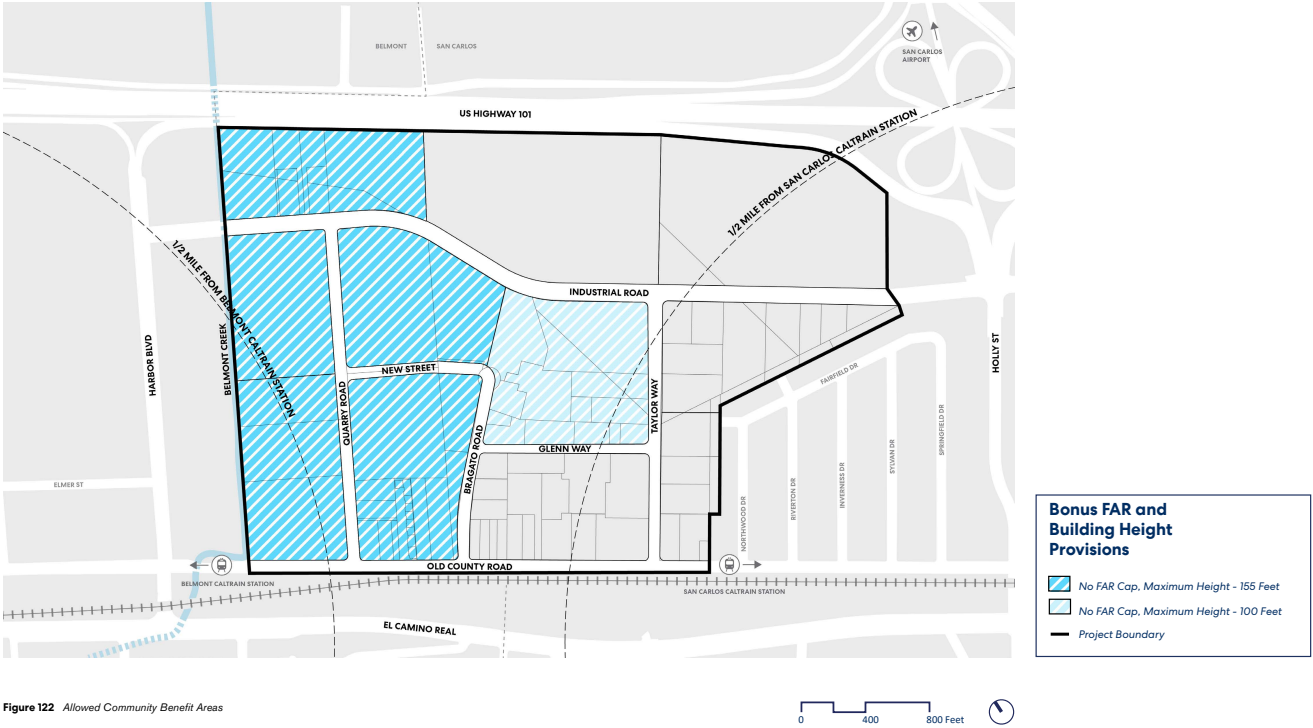 BELMONT
SAN CARLOS
SAN CARLOS
AIRPORT
US HIGHWAY 101
1/2 MILE FROM SAN CARLOS CALTRAIN STATION
1/2 MILE FROM BELMONT CALTRAIN STATION
INDUSTRIAL ROAD
HARBOR BLVD
BELMONT CREEK
QUARRY ROAD
NEW STREET
BRAGATO ROAD
TAYLOR WAY
GLENN WAY
HOLLY ST
FAIRFIELD DR
NORTHWOOD DR
RIVERTON DR
INVERNESS DR
SYLVAN DR
SPRINGFIELD DR
ELMER ST
OLD COUNTY ROAD
BELMONT CALTRAIN STATION
SAN CARLOS CALTRAIN STATION
EL CAMINO REAL
Bonus FAR and
Building Height
Provisions
No FAR Cap, Maximum Height - 155 Feet
No FAR Cap, Maximum Height - 100 Feet
Project Boundary
Figure 122 Allowed Community Benefit Areas
0 400 800 Feet